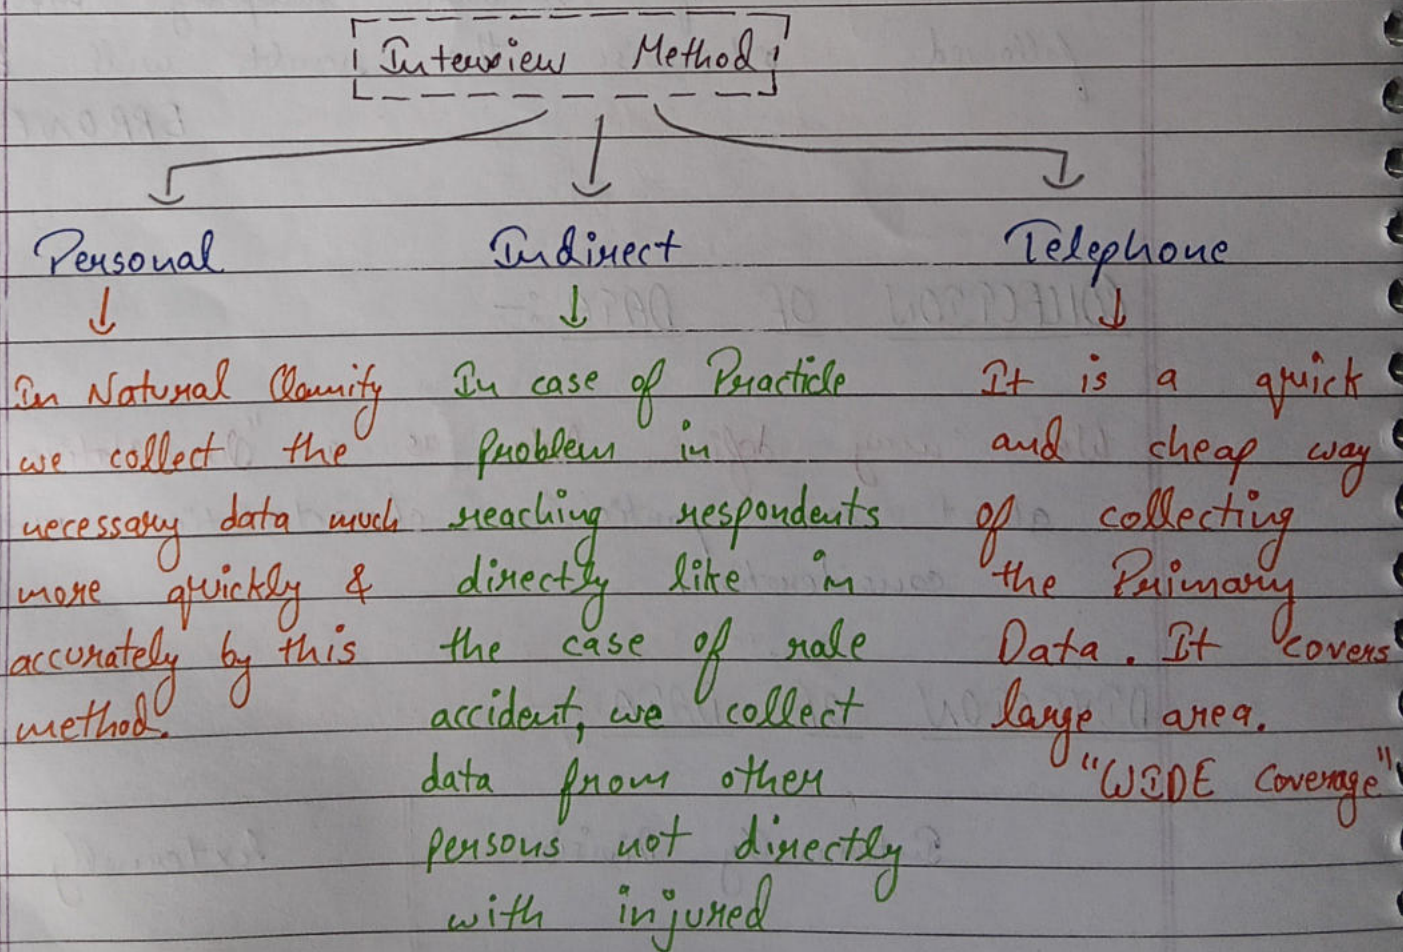 Interview Method
Personal
Indirect
Telephone
In Natural Clamity
we collect the
necessary data much
more quickly &
accurately by this
method.
In case of Practicle
problem in
reaching respondents
directly like in
the case of rale
accident, we collect
data from other
persons not directly
with injured
It is a quick
and cheap way
of collecting
the Primary
Data. It covers
large area.
"WIDE Coverage"